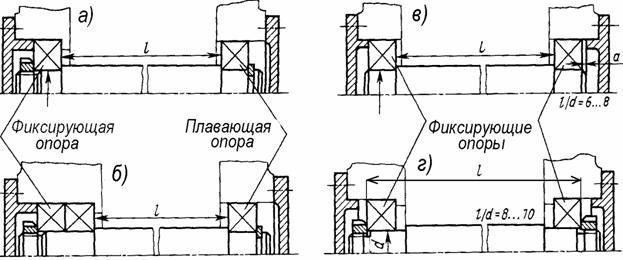 а)
l
Фиксирующая
опора
Плавающая
опора
б)
l
в)
l
a
l/d=6...8
Фиксирующие
опоры
г)
l
l/d=8...10
d